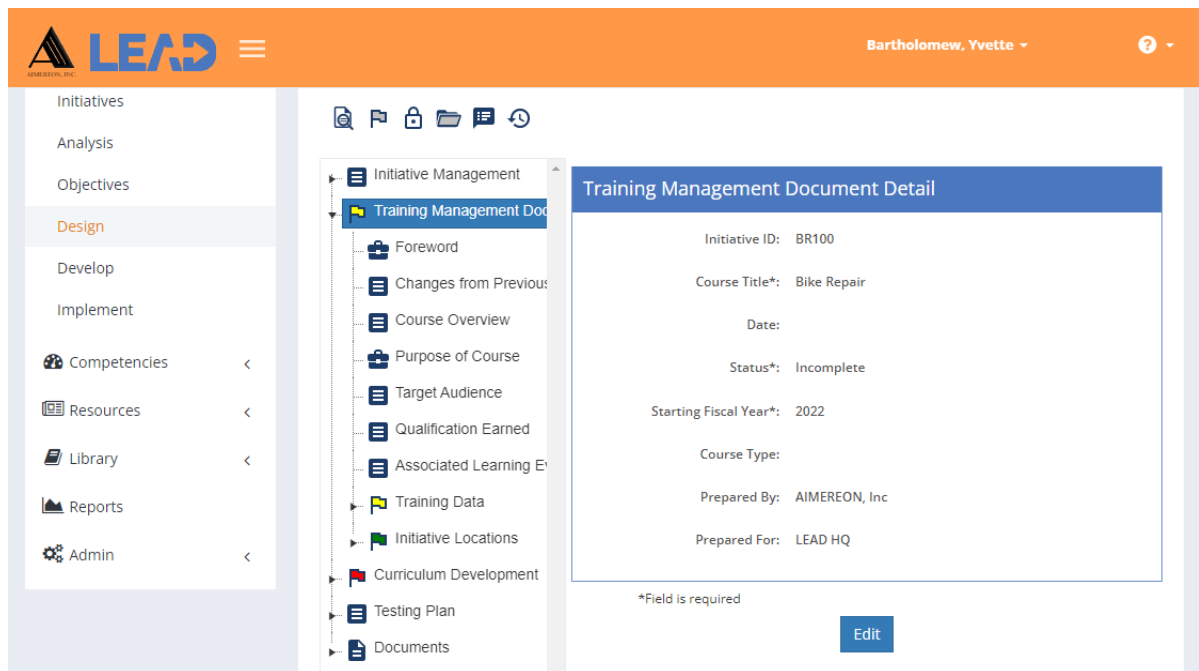 AIMEREON, INC.
LEAD
Bartholomew, Yvette
?
Initiatives
Analysis
Objectives
Design
Develop
Implement
Competencies
Resources
Library
Reports
Admin
Initiative Management
Training Management Doc
Foreword
Changes from Previous
Course Overview
Purpose of Course
Target Audience
Qualification Earned
Associated Learning Ev
Training Data
Initiative Locations
Curriculum Development
Testing Plan
Documents
Training Management Document Detail
Initiative ID: BR100
Course Title*: Bike Repair
Date:
Status*: Incomplete
Starting Fiscal Year*: 2022
Course Type:
Prepared By: AIMEREON, Inc
Prepared For: LEAD HQ
*Field is required
Edit